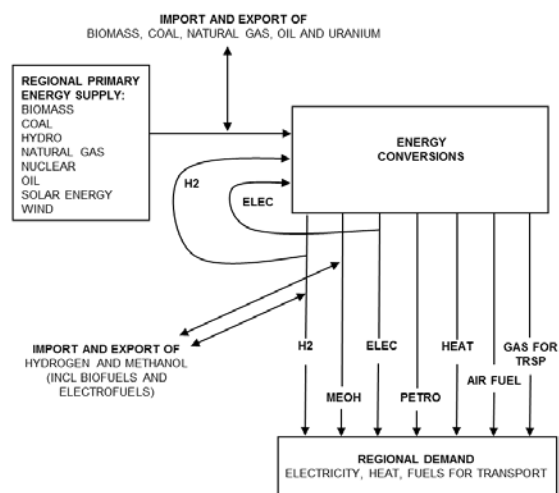 IMPORT AND EXPORT OF
BIOMASS, COAL, NATURAL GAS, OIL AND URANIUM
REGIONAL PRIMARY
ENERGY SUPPLY:
BIOMASS
COAL
HYDRO
NATURAL GAS
NUCLEAR
OIL
SOLAR ENERGY
WIND
ENERGY
CONVERSIONS
H2
ELEC
IMPORT AND EXPORT OF
HYDROGEN AND METHANOL
(INCL BIOFUELS AND
ELECTROFUELS)
H2
MEOH
ELEC
PETRO
HEAT
AIR FUEL
GAS FOR
TRSP
REGIONAL DEMAND
ELECTRICITY, HEAT, FUELS FOR TRANSPORT